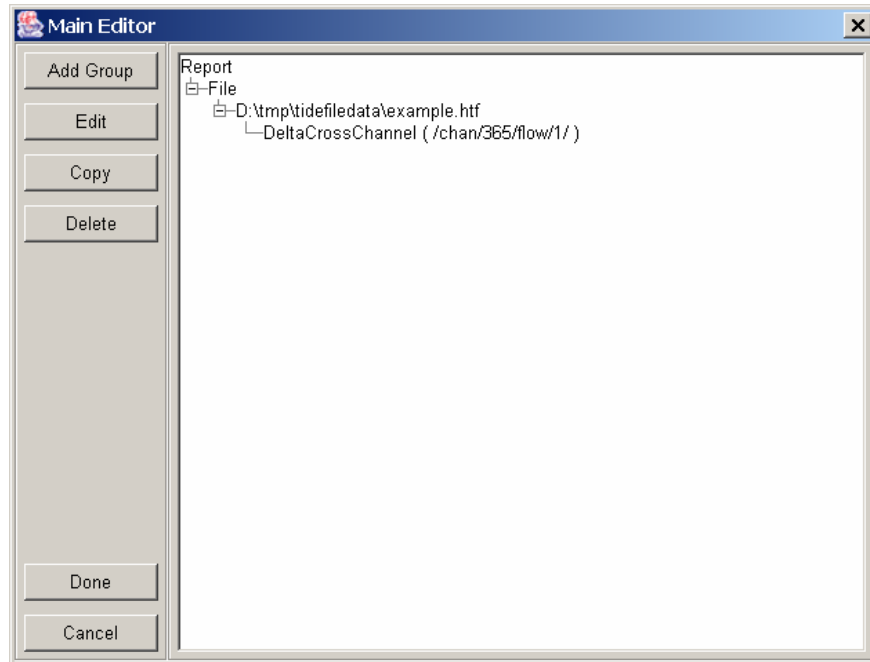 Main Editor
Add Group
Edit
Copy
Delete
Done
Cancel
Report
File
D:\tmp\tidefiledata\example.htf
DeltaCrossChannel ( /chan/365/flow/1/ )